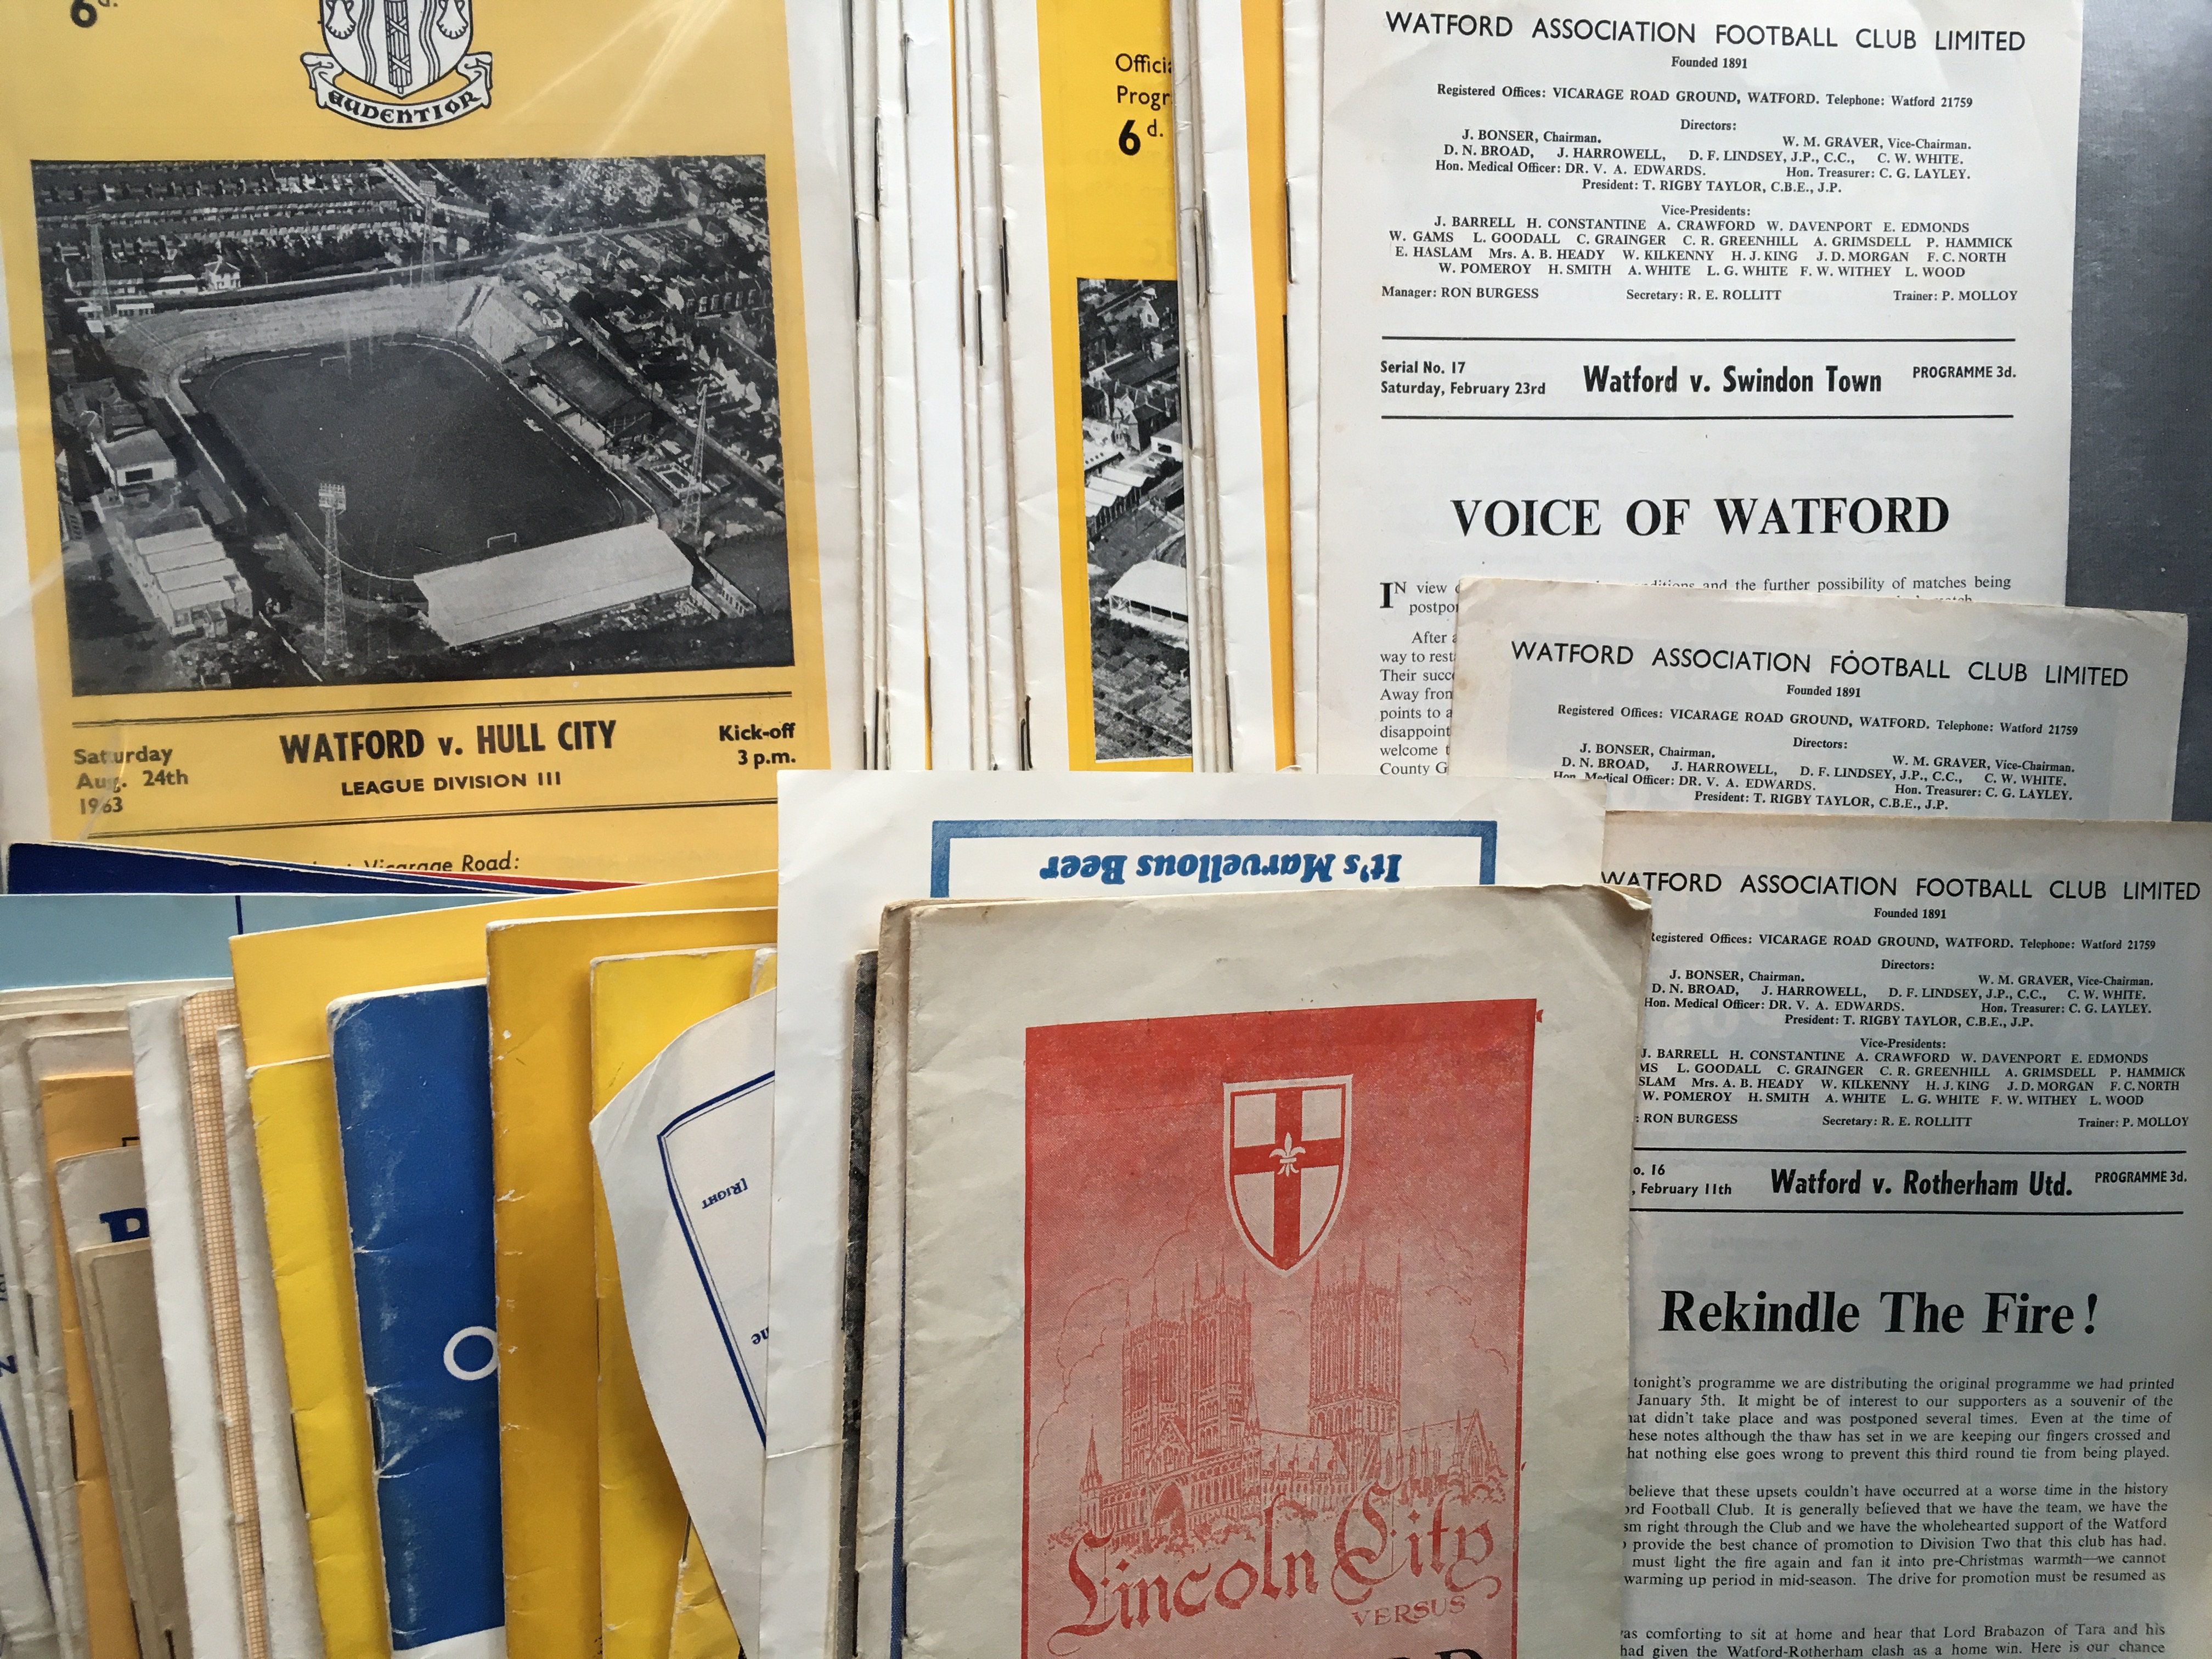 6d.
AUDENTIOR
Saturday
Aug. 24th
1963
WATFORD v. HULL CITY
LEAGUE DIVISION III
Kick-off
3 p.m.
Vicarage Road:
Progr
6d.
WATFORD ASSOCIATION FOOTBALL CLUB LIMITED
Founded 1891
Registered Offices: VICARAGE ROAD GROUND, WATFORD. Telephone: Watford 21759
Directors:
J. BONSER, Chairman. W. M. GRAVER, Vice-Chairman.
D. N. BROAD, J. HARROWELL, D. F. LINDSEY, J.P., C.C., C. W. WHITE.
Hon. Medical Officer: DR. V. A. EDWARDS. Hon. Treasurer: C. G. LAYLEY.
President: T. RIGBY TAYLOR, C.B.E., J.P.
Vice-Presidents:
J. BARRELL H. CONSTANTINE A. CRAWFORD W. DAVENPORT E. EDMONDS
W. GAMS L. GOODALL C. GRAINGER C. R. GREENHILL A. GRIMSDELL P. HAMMICK
E. HASLAM Mrs. A. B. HEADY W. KILKENNY H. J. KING J. D. MORGAN F. C. NORTH
W. POMEROY H. SMITH A. WHITE L. G. WHITE F. W. WITHEY L. WOOD
Manager: RON BURGESS Secretary: R. E. ROLLITT Trainer: P. MOLLOY
Serial No. 17
Saturday, February 23rd
Watford v. Swindon Town
PROGRAMME 3d.
VOICE OF WATFORD
IN view and the further possibility of matches being
postpo
After a
way to rest
Their succ
Away from
points to a
disappoint
welcome t
County G
WATFORD ASSOCIATION FOOTBALL CLUB LIMITED
Founded 1891
Registered Offices: VICARAGE ROAD GROUND, WATFORD. Telephone: Watford 21759
Directors:
J. BONSER, Chairman. W. M. GRAVER, Vice-Chairman.
D. N. BROAD, J. HARROWELL, D. F. LINDSEY, J.P., C.C., C. W. WHITE.
Hon. Medical Officer: DR. V. A. EDWARDS. Hon. Treasurer: C. G. LAYLEY.
President: T. RIGBY TAYLOR, C.B.E., J.P.
WATFORD ASSOCIATION FOOTBALL CLUB LIMITED
Founded 1891
Registered Offices: VICARAGE ROAD GROUND, WATFORD. Telephone: Watford 21759
Directors:
J. BONSER, Chairman. W. M. GRAVER, Vice-Chairman.
D. N. BROAD, J. HARROWELL, D. F. LINDSEY, J.P., C.C., C. W. WHITE.
Hon. Medical Officer: DR. V. A. EDWARDS. Hon. Treasurer: C. G. LAYLEY.
President: T. RIGBY TAYLOR, C.B.E., J.P.
Vice-Presidents:
J. BARRELL H. CONSTANTINE A. CRAWFORD W. DAVENPORT E. EDMONDS
MS L. GOODALL C. GRAINGER C. R. GREENHILL A. GRIMSDELL P. HAMMICK
SLAM Mrs. A. B. HEADY W. KILKENNY H. J. KING J. D. MORGAN F. C. NORTH
W. POMEROY H. SMITH A. WHITE L. G. WHITE F. W. WITHEY L. WOOD
: RON BURGESS Secretary: R. E. ROLLITT Trainer: P. MOLLOY
o. 16
, February 11th
Watford v. Rotherham Utd.
PROGRAMME 3d.
Rekindle The Fire!
tonight's programme we are distributing the original programme we had printed
January 5th. It might be of interest to our supporters as a souvenir of the
hat didn't take place and was postponed several times. Even at the time of
hese notes although the thaw has set in we are keeping our fingers crossed and
hat nothing else goes wrong to prevent this third round tie from being played.
believe that these upsets couldn't have occurred at a worse time in the history
ord Football Club. It is generally believed that we have the team, we have the
sm right through the Club and we have the wholehearted support of the Watford
provide the best chance of promotion to Division Two that this club has had.
must light the fire again and fan it into pre-Christmas warmth—we cannot
warming up period in mid-season. The drive for promotion must be resumed as
as comforting to sit at home and hear that Lord Brabazon of Tara and his
had given the Watford-Rotherham clash as a home win. Here is our chance
It's Marvellous Beer
[RIGHT
O
Lincoln City
VERSUS